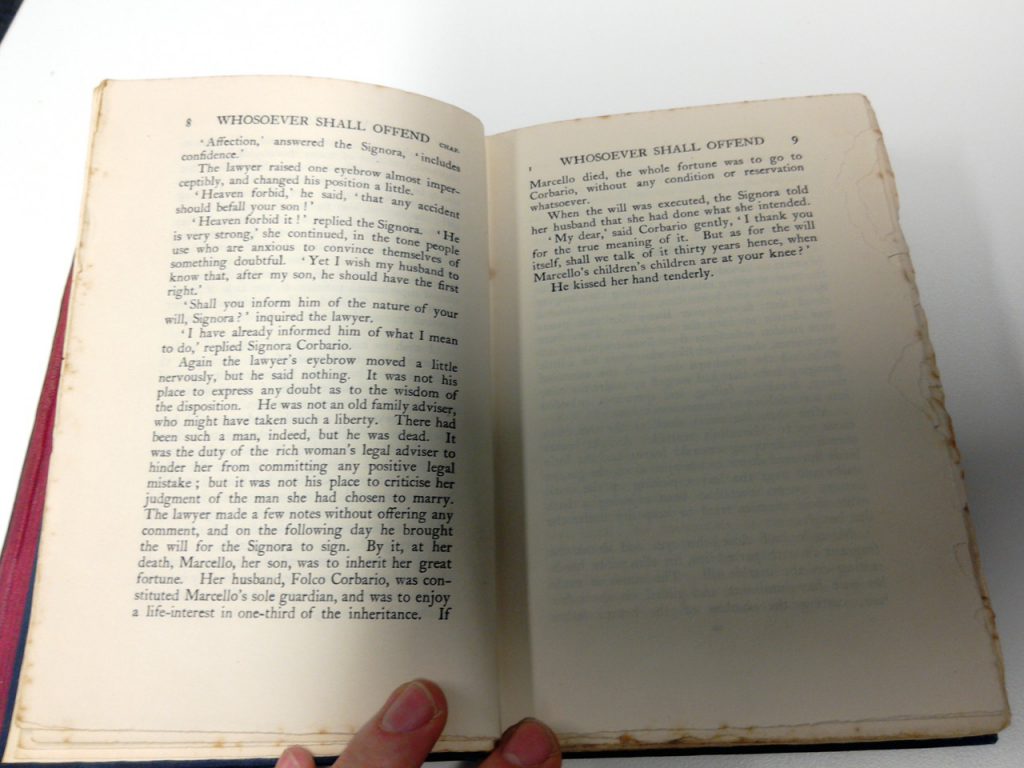 8 WHOSOEVER SHALL OFFEND CHAP.
‘Affection,’ answered the Signora, ‘includes
confidence.’
The lawyer raised one eyebrow almost imper-
ceptibly, and changed his position a little.
‘Heaven forbid,’ he said, ‘that any accident
should befall your son!’
‘Heaven forbid it!’ replied the Signora. ‘He
is very strong,’ she continued, in the tone people
use who are anxious to convince themselves of
something doubtful. ‘Yet I wish my husband to
know that, after my son, he should have the first
right.’
‘Shall you inform him of the nature of your
will, Signora?’ inquired the lawyer.
‘I have already informed him of what I mean
to do,’ replied Signora Corbario.
Again the lawyer’s eyebrow moved a little
nervously, but he said nothing. It was not his
place to express any doubt as to the wisdom of
the disposition. He was not an old family adviser,
who might have taken such a liberty. There had
been such a man, indeed, but he was dead. It
was the duty of the rich woman’s legal adviser to
hinder her from committing any positive legal
mistake; but it was not his place to criticise her
judgment of the man she had chosen to marry.
The lawyer made a few notes without offering any
comment, and on the following day he brought
the will for the Signora to sign. By it, at her
death, Marcello, her son, was to inherit her great
fortune. Her husband, Folco Corbario, was con-
stituted Marcello’s sole guardian, and was to enjoy
a life-interest in one-third of the inheritance. If
I WHOSOEVER SHALL OFFEND 9
Marcello died, the whole fortune was to go to
Corbario, without any condition or reservation
whatsoever.
When the will was executed, the Signora told
her husband that she had done what she intended.
‘My dear,’ said Corbario gently, ‘I thank you
for the true meaning of it. But as for the will
itself, shall we talk of it thirty years hence, when
Marcello’s children’s children are at your knee?’
He kissed her hand tenderly.